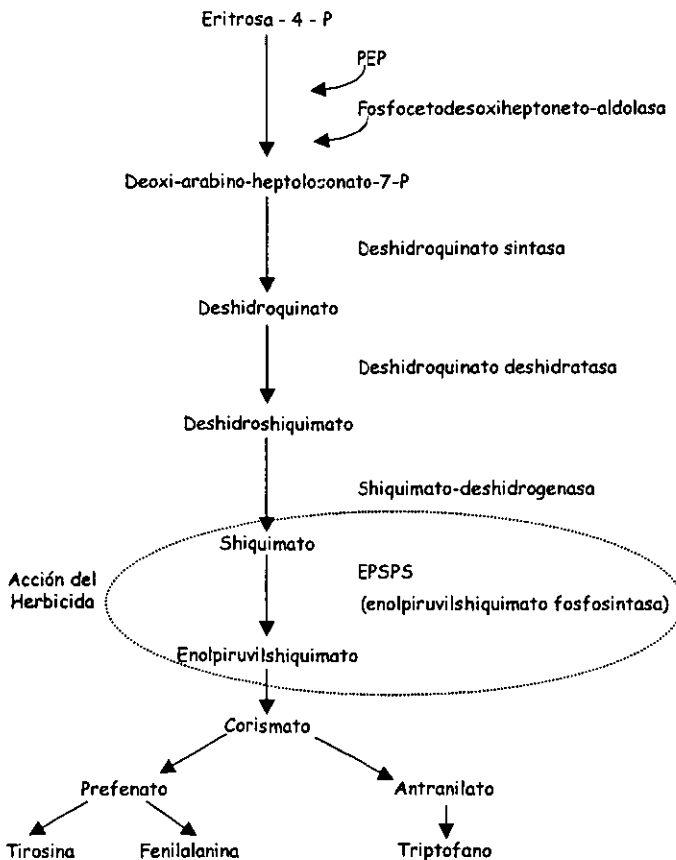 Eritrosa - 4 - P
PEP
Fosfocetodesoxiheptoneto-aldolasa
Deoxi-arabino-heptolosonato-7-P
Deshidroquinato sintasa
Deshidroquinato
Deshidroquinato deshidratasa
Deshidroshiquimato
Shiquimato-deshidrogenasa
Shiquimato
Acción del
Herbicida
EPSPS
(enolpiruvilshiquimato fosfosintasa)
Enolpiruvilshiquimato
Corismato
Prefenato
Antranilato
Tirosina
Fenilalanina
Triptofano